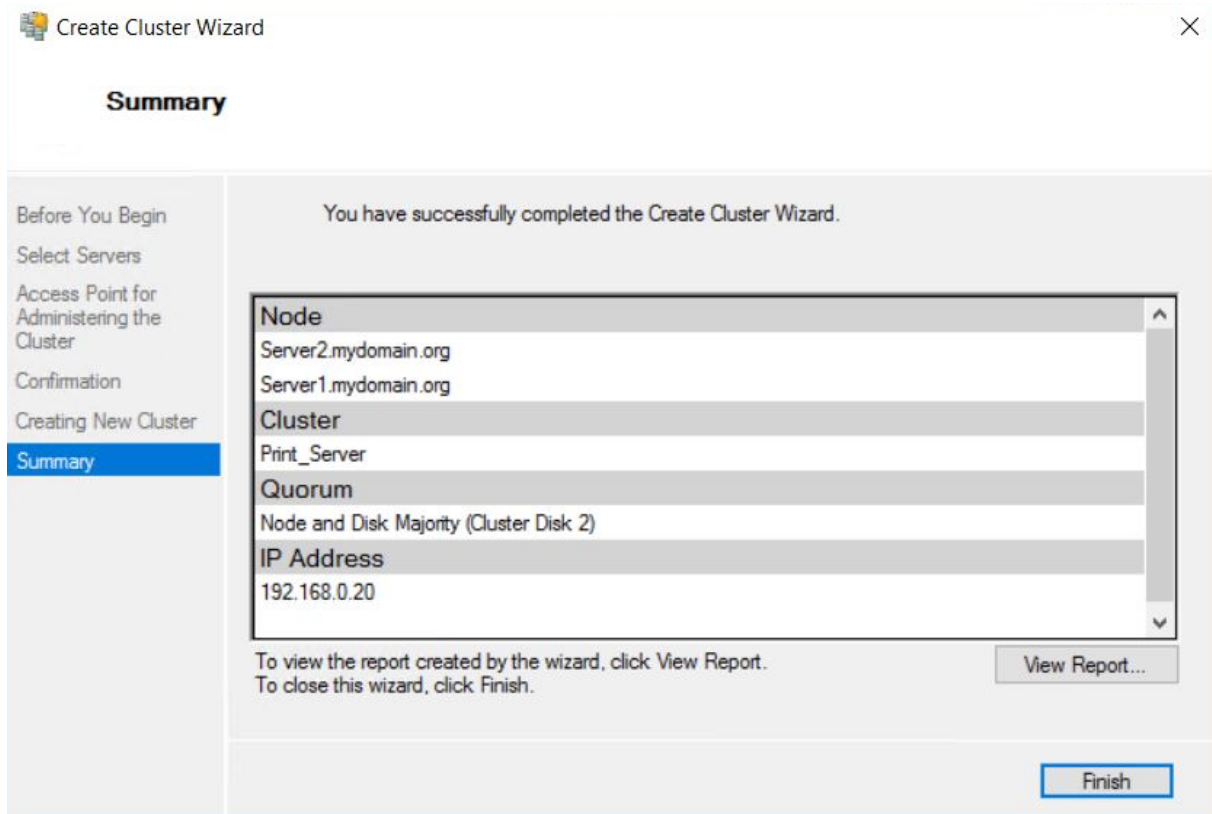 Create Cluster Wizard
Summary
Before You Begin
Select Servers
Access Point for
Administering the
Cluster
Confirmation
Creating New Cluster
Summary
You have successfully completed the Create Cluster Wizard.
Node
Server2.mydomain.org
Server1.mydomain.org
Cluster
Print_Server
Quorum
Node and Disk Majority (Cluster Disk 2)
IP Address
192.168.0.20
To view the report created by the wizard, click View Report.
To close this wizard, click Finish.
View Report...
Finish